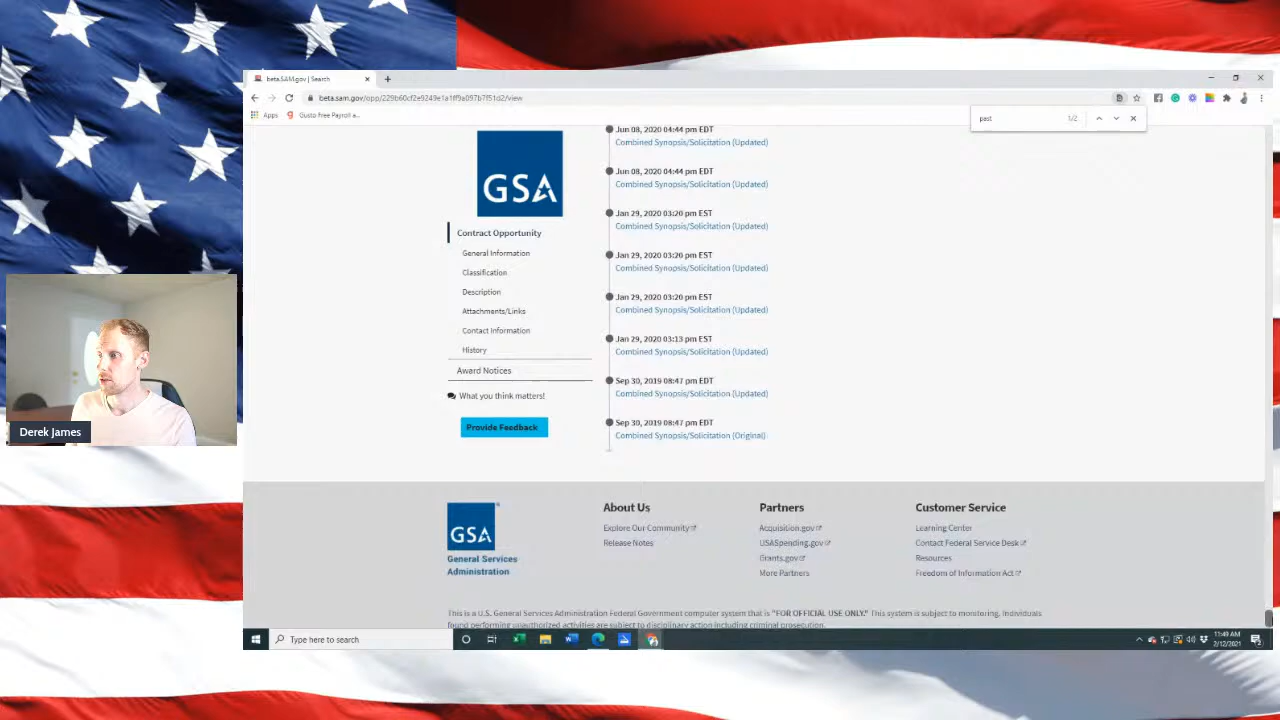 beta.SAM.gov | Search
beta.sam.gov/opp/229b60cf2e9249e1a1ff9a097b7f51d2/view
Apps
Gusto Free Payroll a...
past
1/2
GSA
Contract Opportunity
General Information
Classification
Description
Attachments/Links
Contact Information
History
Award Notices
What you think matters!
Provide Feedback
Jun 08, 2020 04:44 pm EDT
Combined Synopsis/Solicitation (Updated)
Jun 08, 2020 04:44 pm EDT
Combined Synopsis/Solicitation (Updated)
Jan 29, 2020 03:20 pm EST
Combined Synopsis/Solicitation (Updated)
Jan 29, 2020 03:20 pm EST
Combined Synopsis/Solicitation (Updated)
Jan 29, 2020 03:20 pm EST
Combined Synopsis/Solicitation (Updated)
Jan 29, 2020 03:13 pm EST
Combined Synopsis/Solicitation (Updated)
Sep 30, 2019 08:47 pm EDT
Combined Synopsis/Solicitation (Updated)
Sep 30, 2019 08:47 pm EDT
Combined Synopsis/Solicitation (Original)
Derek James
GSA
General Services
Administration
About Us
Explore Our Community
Release Notes
Partners
Acquisition.gov
USASpending.gov
Grants.gov
More Partners
Customer Service
Learning Center
Contact Federal Service Desk
Resources
Freedom of Information Act
This is a U.S. General Services Administration Federal Government computer system that is "FOR OFFICIAL USE ONLY." This system is subject to monitoring. Individuals
found performing unauthorized activities are subject to disciplinary action including criminal prosecution.
Type here to search
11:49 AM
2/12/2021